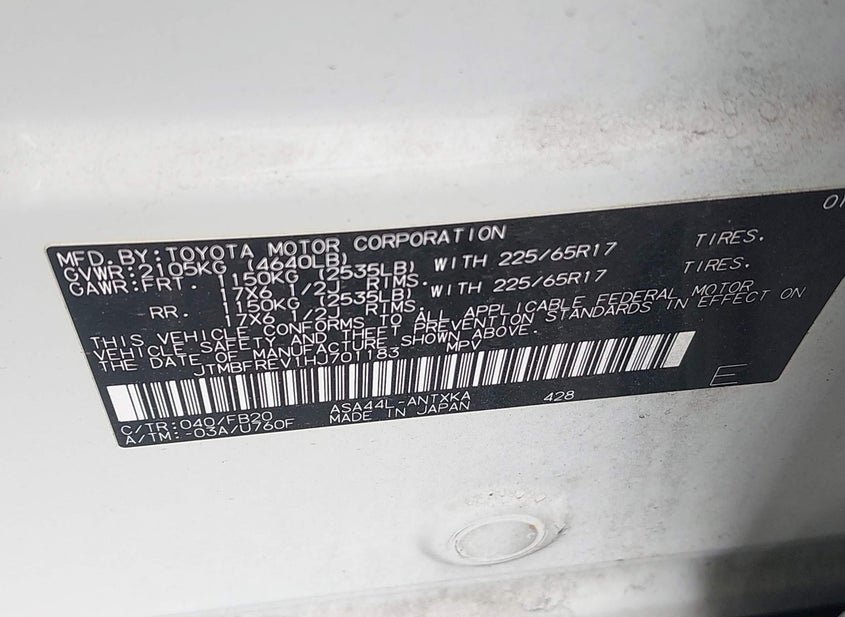 01
MFD. BY: TOYOTA MOTOR CORPORATION
GVWR: 2105KG (4640LB)
GAWR: FRT. 1150KG (2535LB) WITH 225/65R17 TIRES.
17X6 1/2J RIMS.
RR. 1150KG (2535LB) WITH 225/65R17 TIRES.
17X6 1/2J RIMS.
THIS VEHICLE CONFORMS TO ALL APPLICABLE FEDERAL MOTOR
VEHICLE SAFETY AND THEFT PREVENTION STANDARDS IN EFFECT ON
THE DATE OF MANUFACTURE SHOWN ABOVE.
MPV
E
C/TR: 040/FB20 ASA44L-ANTXKA 428
A/TM: -03A/U760F MADE IN JAPAN